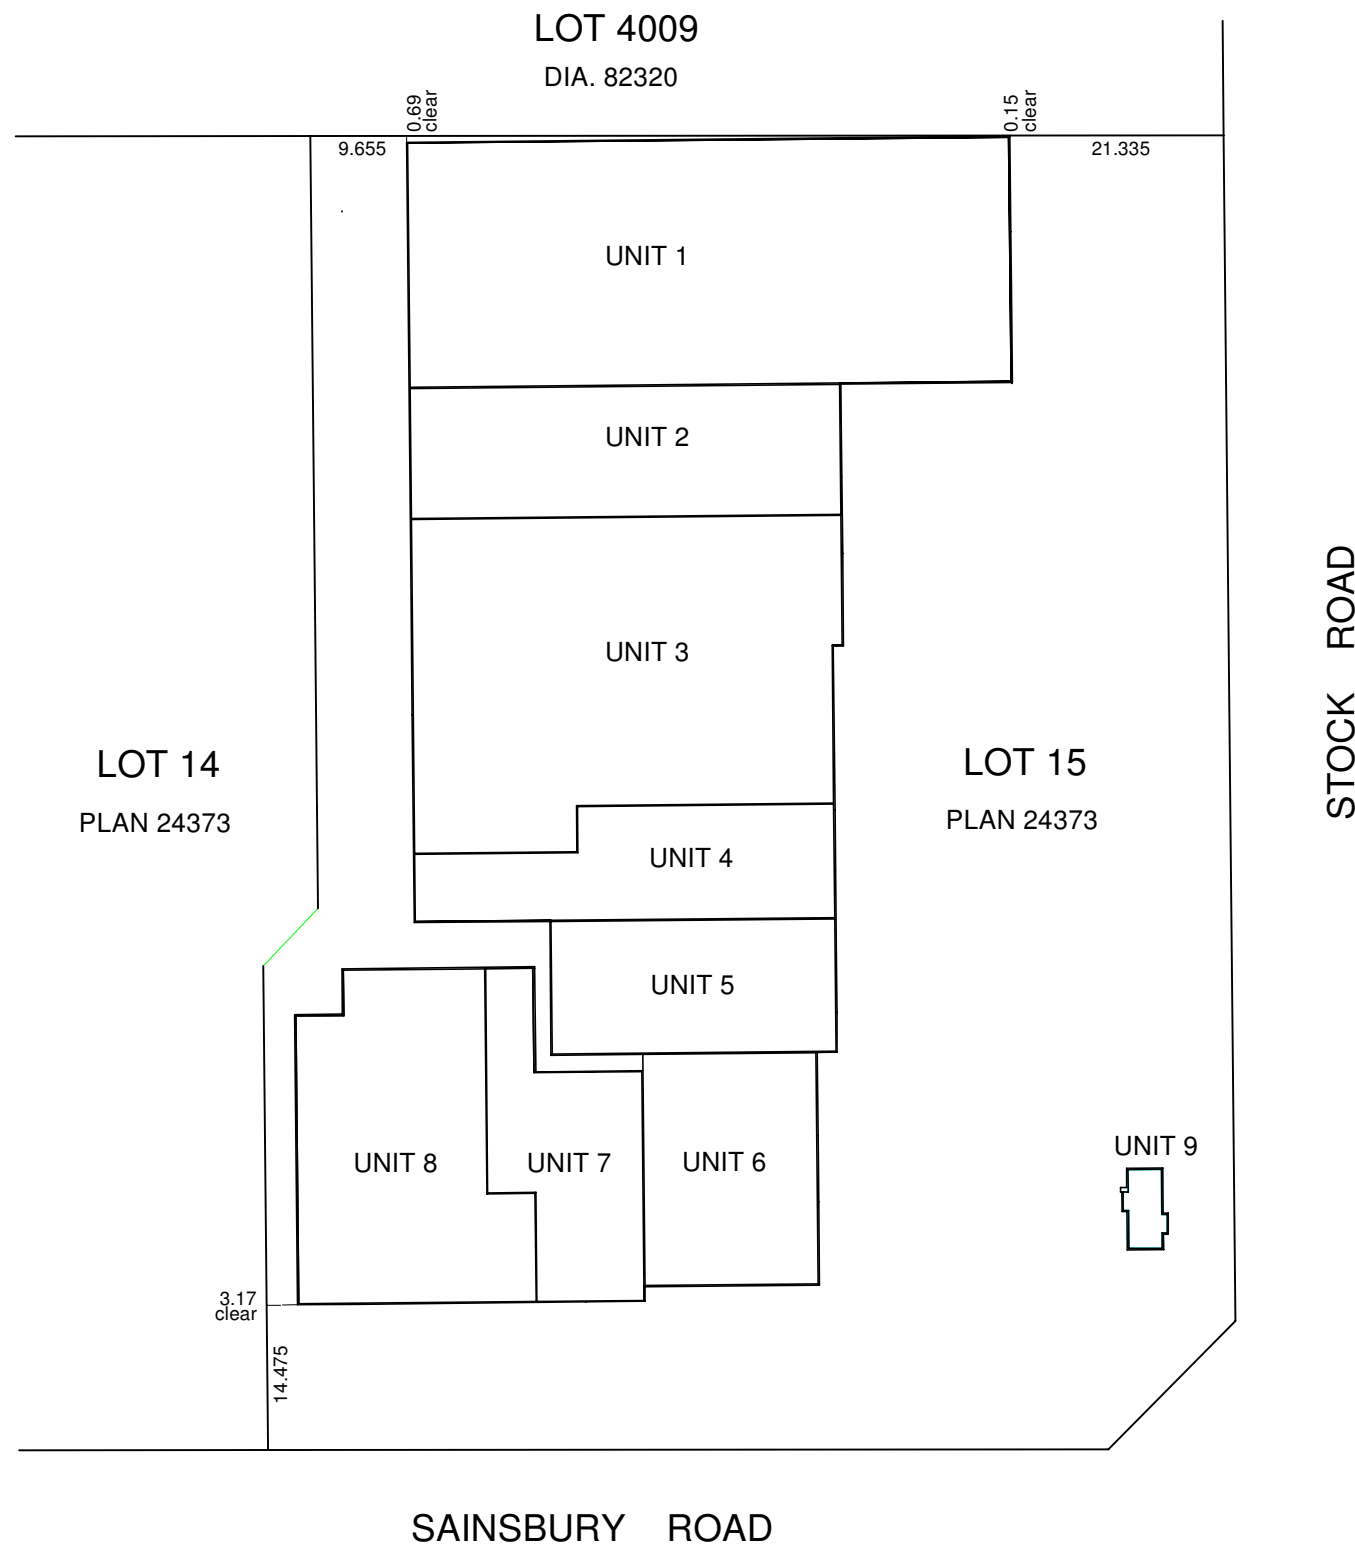 LOT 4009
DIA. 82320
0.69
clear
0.15
clear
9.655
21.335
UNIT 1
UNIT 2
UNIT 3
STOCK ROAD
LOT 14
PLAN 24373
LOT 15
PLAN 24373
UNIT 4
UNIT 5
UNIT 8
UNIT 7
UNIT 6
UNIT 9
3.17
clear
14.475
SAINSBURY ROAD